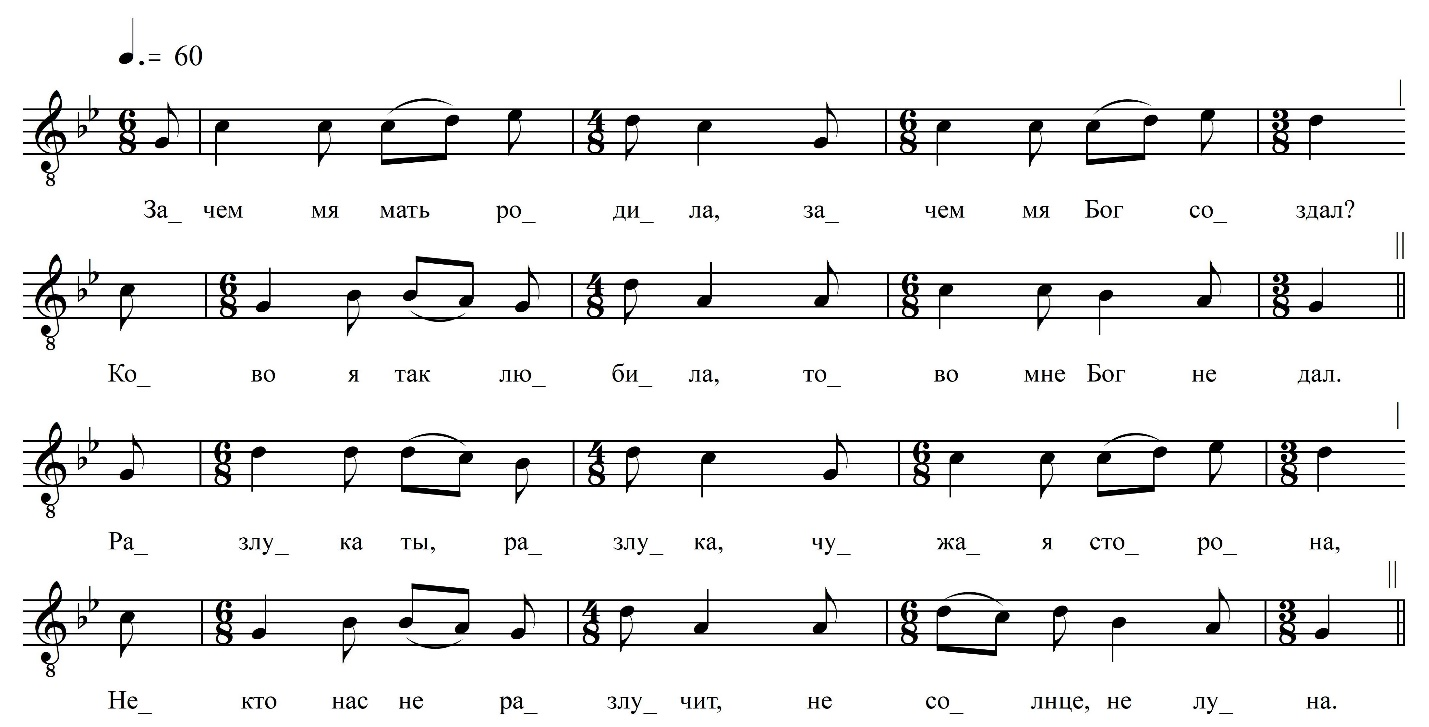 ♩. = 60
За_ чем мя мать ро_ ди_ ла, за_ чем мя Бог со_ здал?
Ко_ во я так лю_ би_ ла, то_ во мне Бог не дал.
Ра_ злу_ ка ты, ра_ злу_ ка, чу_ жа_ я сто_ ро_ на,
Не_ кто нас не ра_ злу_ чит, не со_ лнце, не лу_ на.